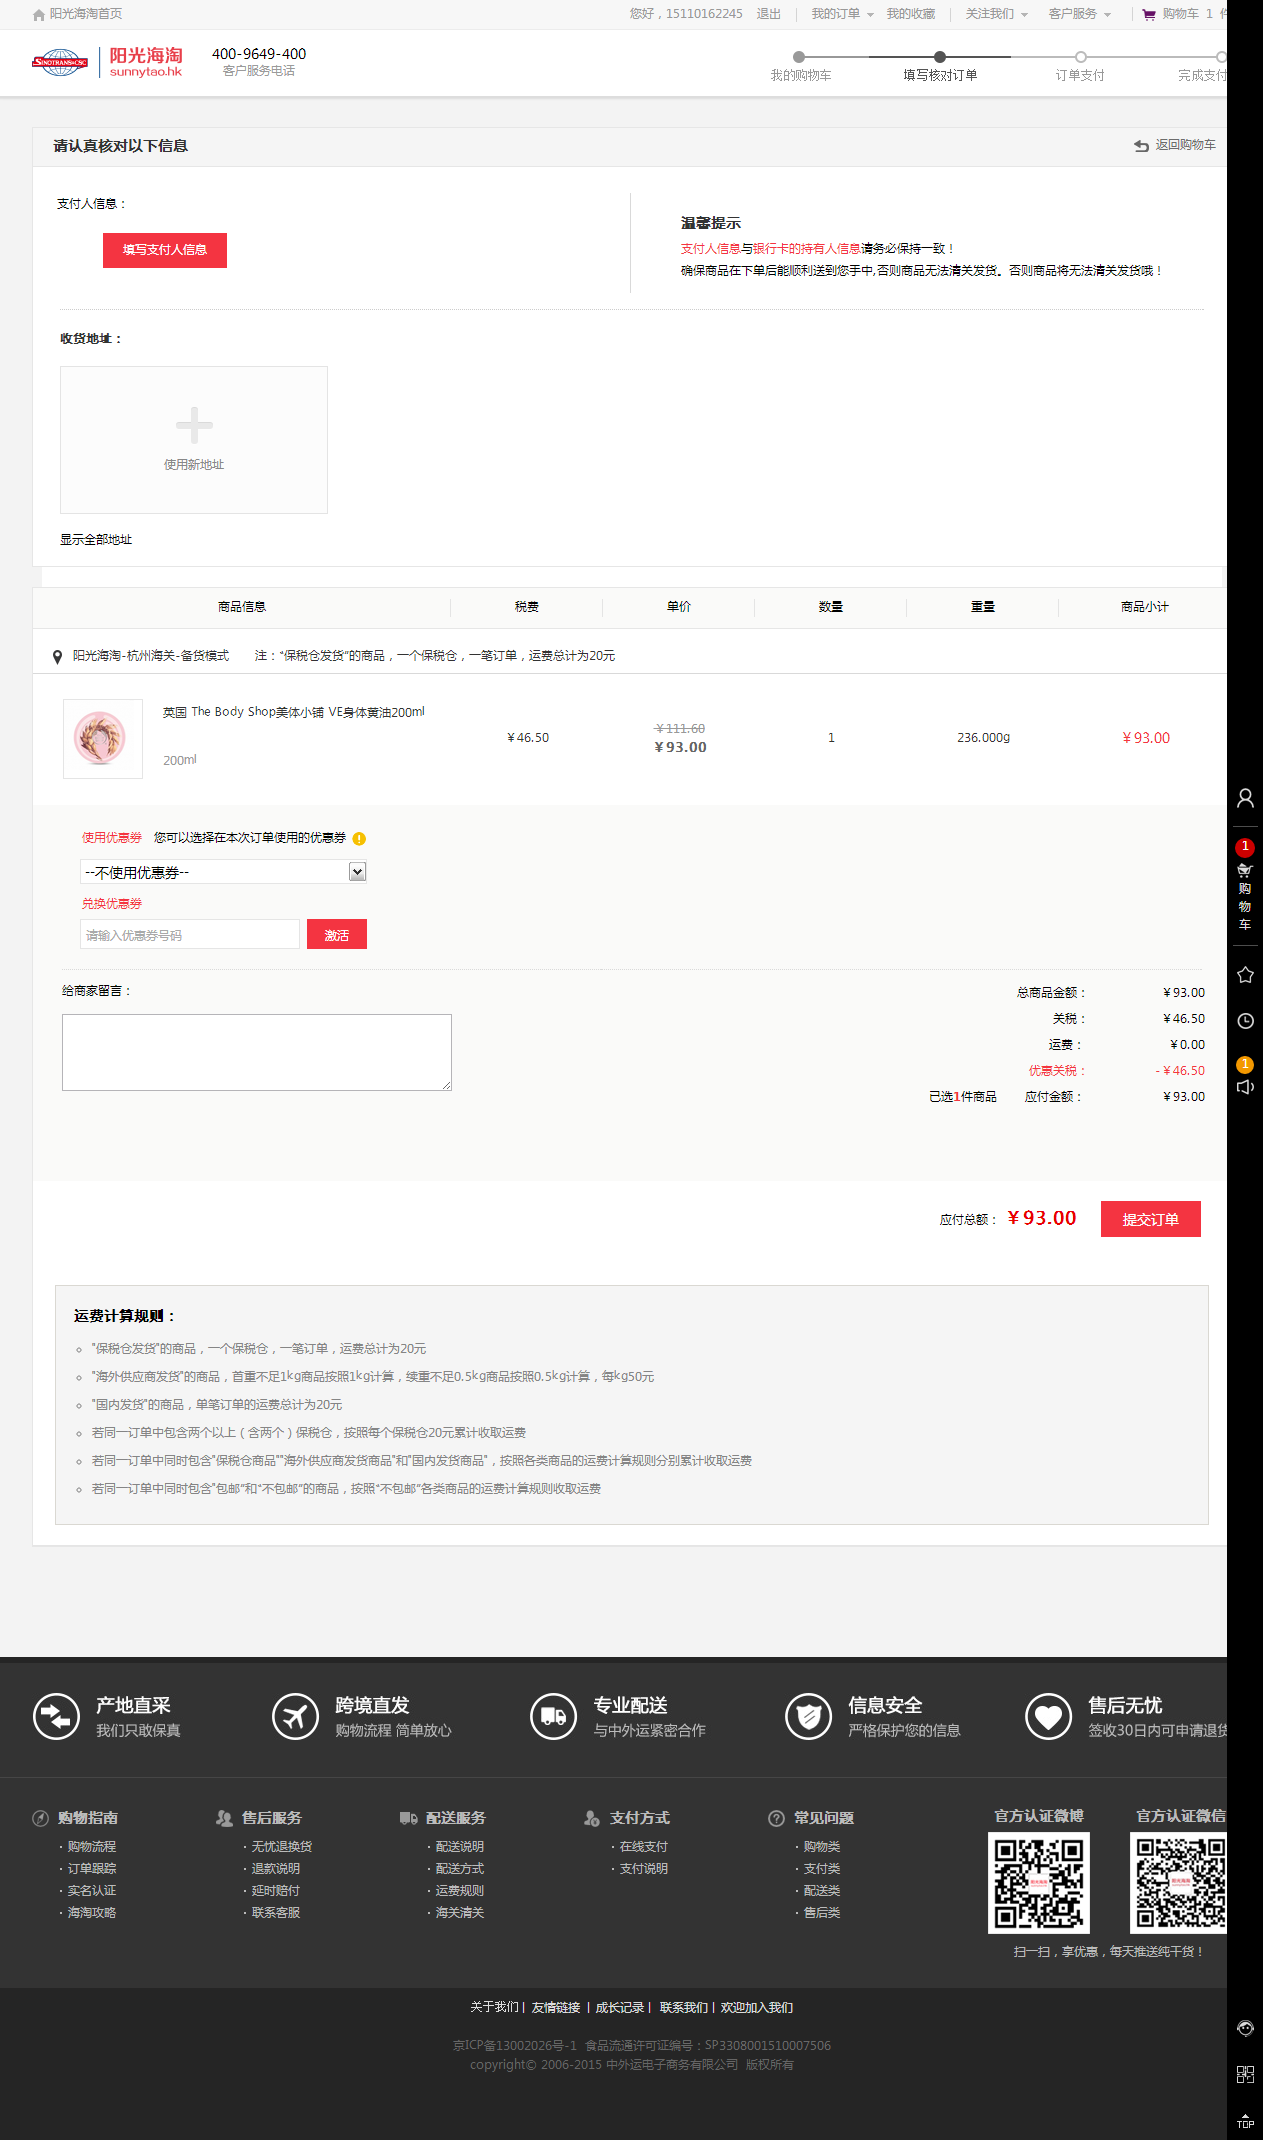 阳光海淘首页
您好，15110162245 退出 我的订单 我的收藏 关注我们 客户服务 购物车 1 件
SINOTRANS&CSC 阳光海淘 sunnytao.hk
400-9649-400
客户服务电话
我的购物车 填写核对订单 订单支付 完成支付
请认真核对以下信息
返回购物车
支付人信息：
填写支付人信息
温馨提示
支付人信息与银行卡的持有人信息请务必保持一致！
确保商品在下单后能顺利送到您手中,否则商品无法清关发货。否则商品将无法清关发货哦！
收货地址：
使用新地址
显示全部地址
商品信息 税费 单价 数量 重量 商品小计
阳光海淘-杭州海关-备货模式 注："保税仓发货"的商品，一个保税仓，一笔订单，运费总计为20元
英国 The Body Shop美体小铺 VE身体黄油200ml
200ml
￥46.50
￥111.60
￥93.00
1
236.000g
￥93.00
使用优惠券 您可以选择在本次订单使用的优惠券
--不使用优惠券--
兑换优惠券
请输入优惠券号码 激活
给商家留言：
总商品金额： ￥93.00
关税： ￥46.50
运费： ￥0.00
优惠关税： -￥46.50
已选1件商品 应付金额： ￥93.00
应付总额： ￥93.00 提交订单
运费计算规则：
"保税仓发货"的商品，一个保税仓，一笔订单，运费总计为20元
"海外供应商发货"的商品，首重不足1kg商品按照1kg计算，续重不足0.5kg商品按照0.5kg计算，每kg50元
"国内发货"的商品，单笔订单的运费总计为20元
若同一订单中包含两个以上（含两个）保税仓，按照每个保税仓20元累计收取运费
若同一订单中同时包含"保税仓商品""海外供应商发货商品"和"国内发货商品"，按照各类商品的运费计算规则分别累计收取运费
若同一订单中同时包含"包邮"和"不包邮"的商品，按照"不包邮"各类商品的运费计算规则收取运费
1
购
物
车
1
产地直采
我们只敢保真
跨境直发
购物流程 简单放心
专业配送
与中外运紧密合作
信息安全
严格保护您的信息
售后无忧
签收30日内可申请退货
购物指南
· 购物流程
· 订单跟踪
· 实名认证
· 海淘攻略
售后服务
· 无忧退换货
· 退款说明
· 延时赔付
· 联系客服
配送服务
· 配送说明
· 配送方式
· 运费规则
· 海关清关
支付方式
· 在线支付
· 支付说明
常见问题
· 购物类
· 支付类
· 配送类
· 售后类
官方认证微博 官方认证微信
扫一扫，享优惠，每天推送纯干货！
关于我们 | 友情链接 | 成长记录 | 联系我们 | 欢迎加入我们
京ICP备13002026号-1 食品流通许可证编号：SP3308001510007506
copyright© 2006-2015 中外运电子商务有限公司 版权所有
TOP